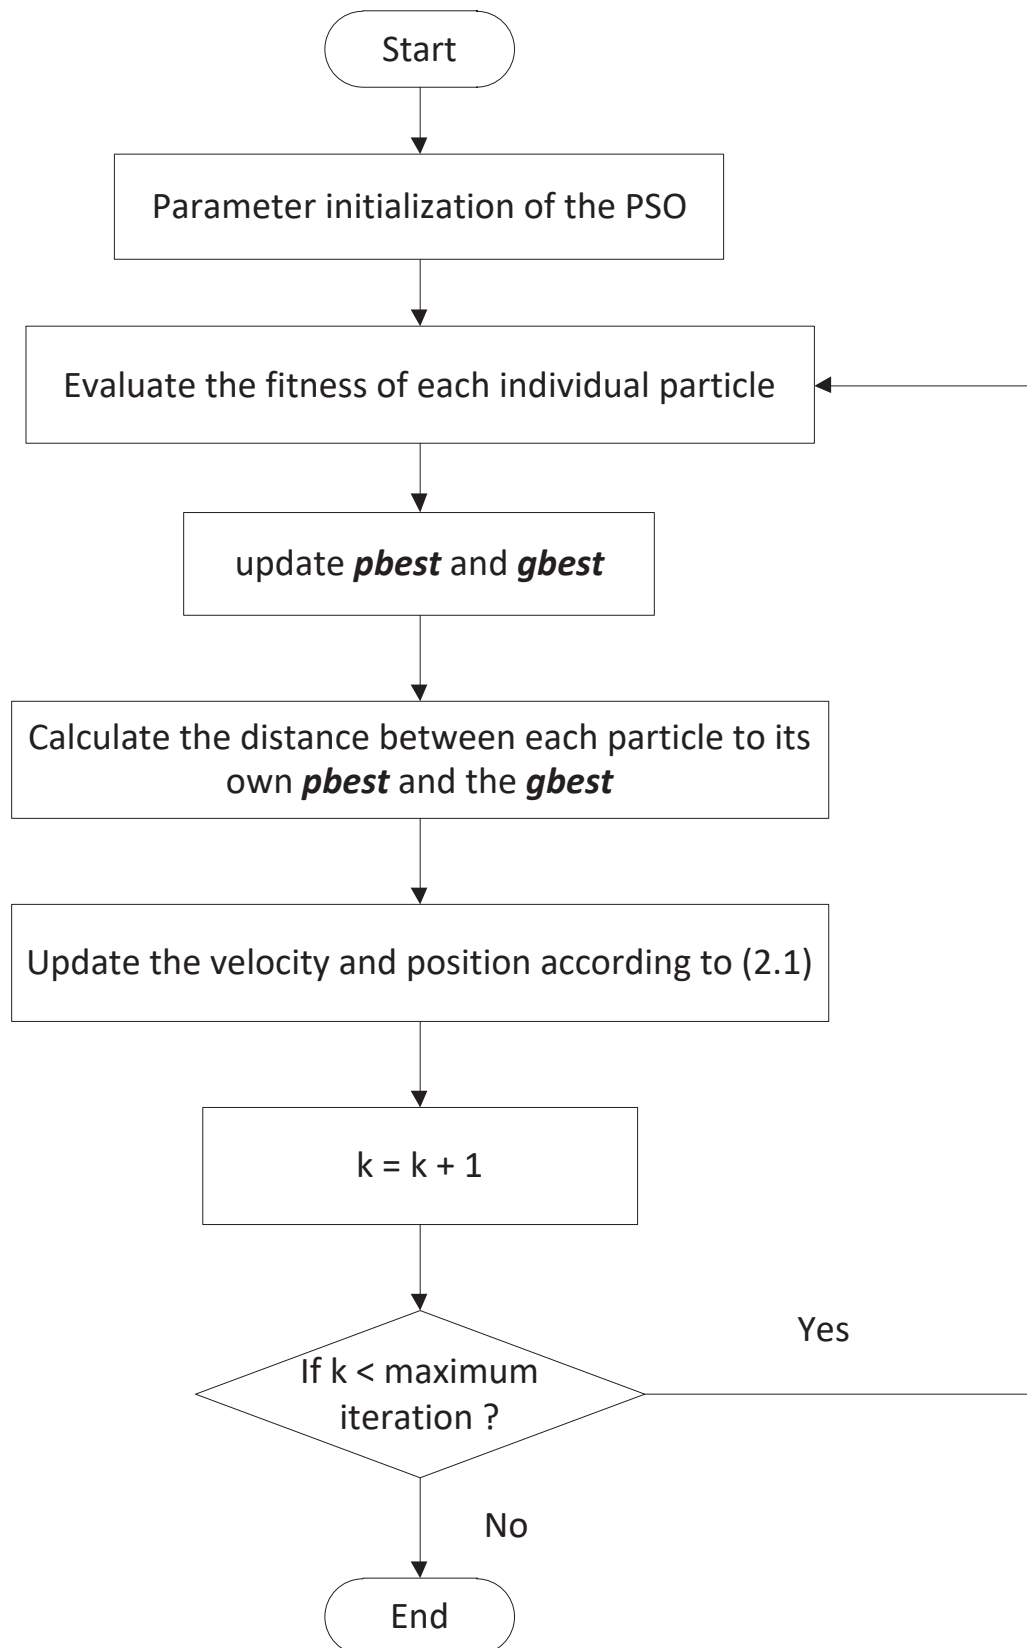 Start
Parameter initialization of the PSO
Evaluate the fitness of each individual particle
update pbest and gbest
Calculate the distance between each particle to its
own pbest and the gbest
Update the velocity and position according to (2.1)
k = k + 1
Yes
If k < maximum
iteration ?
No
End